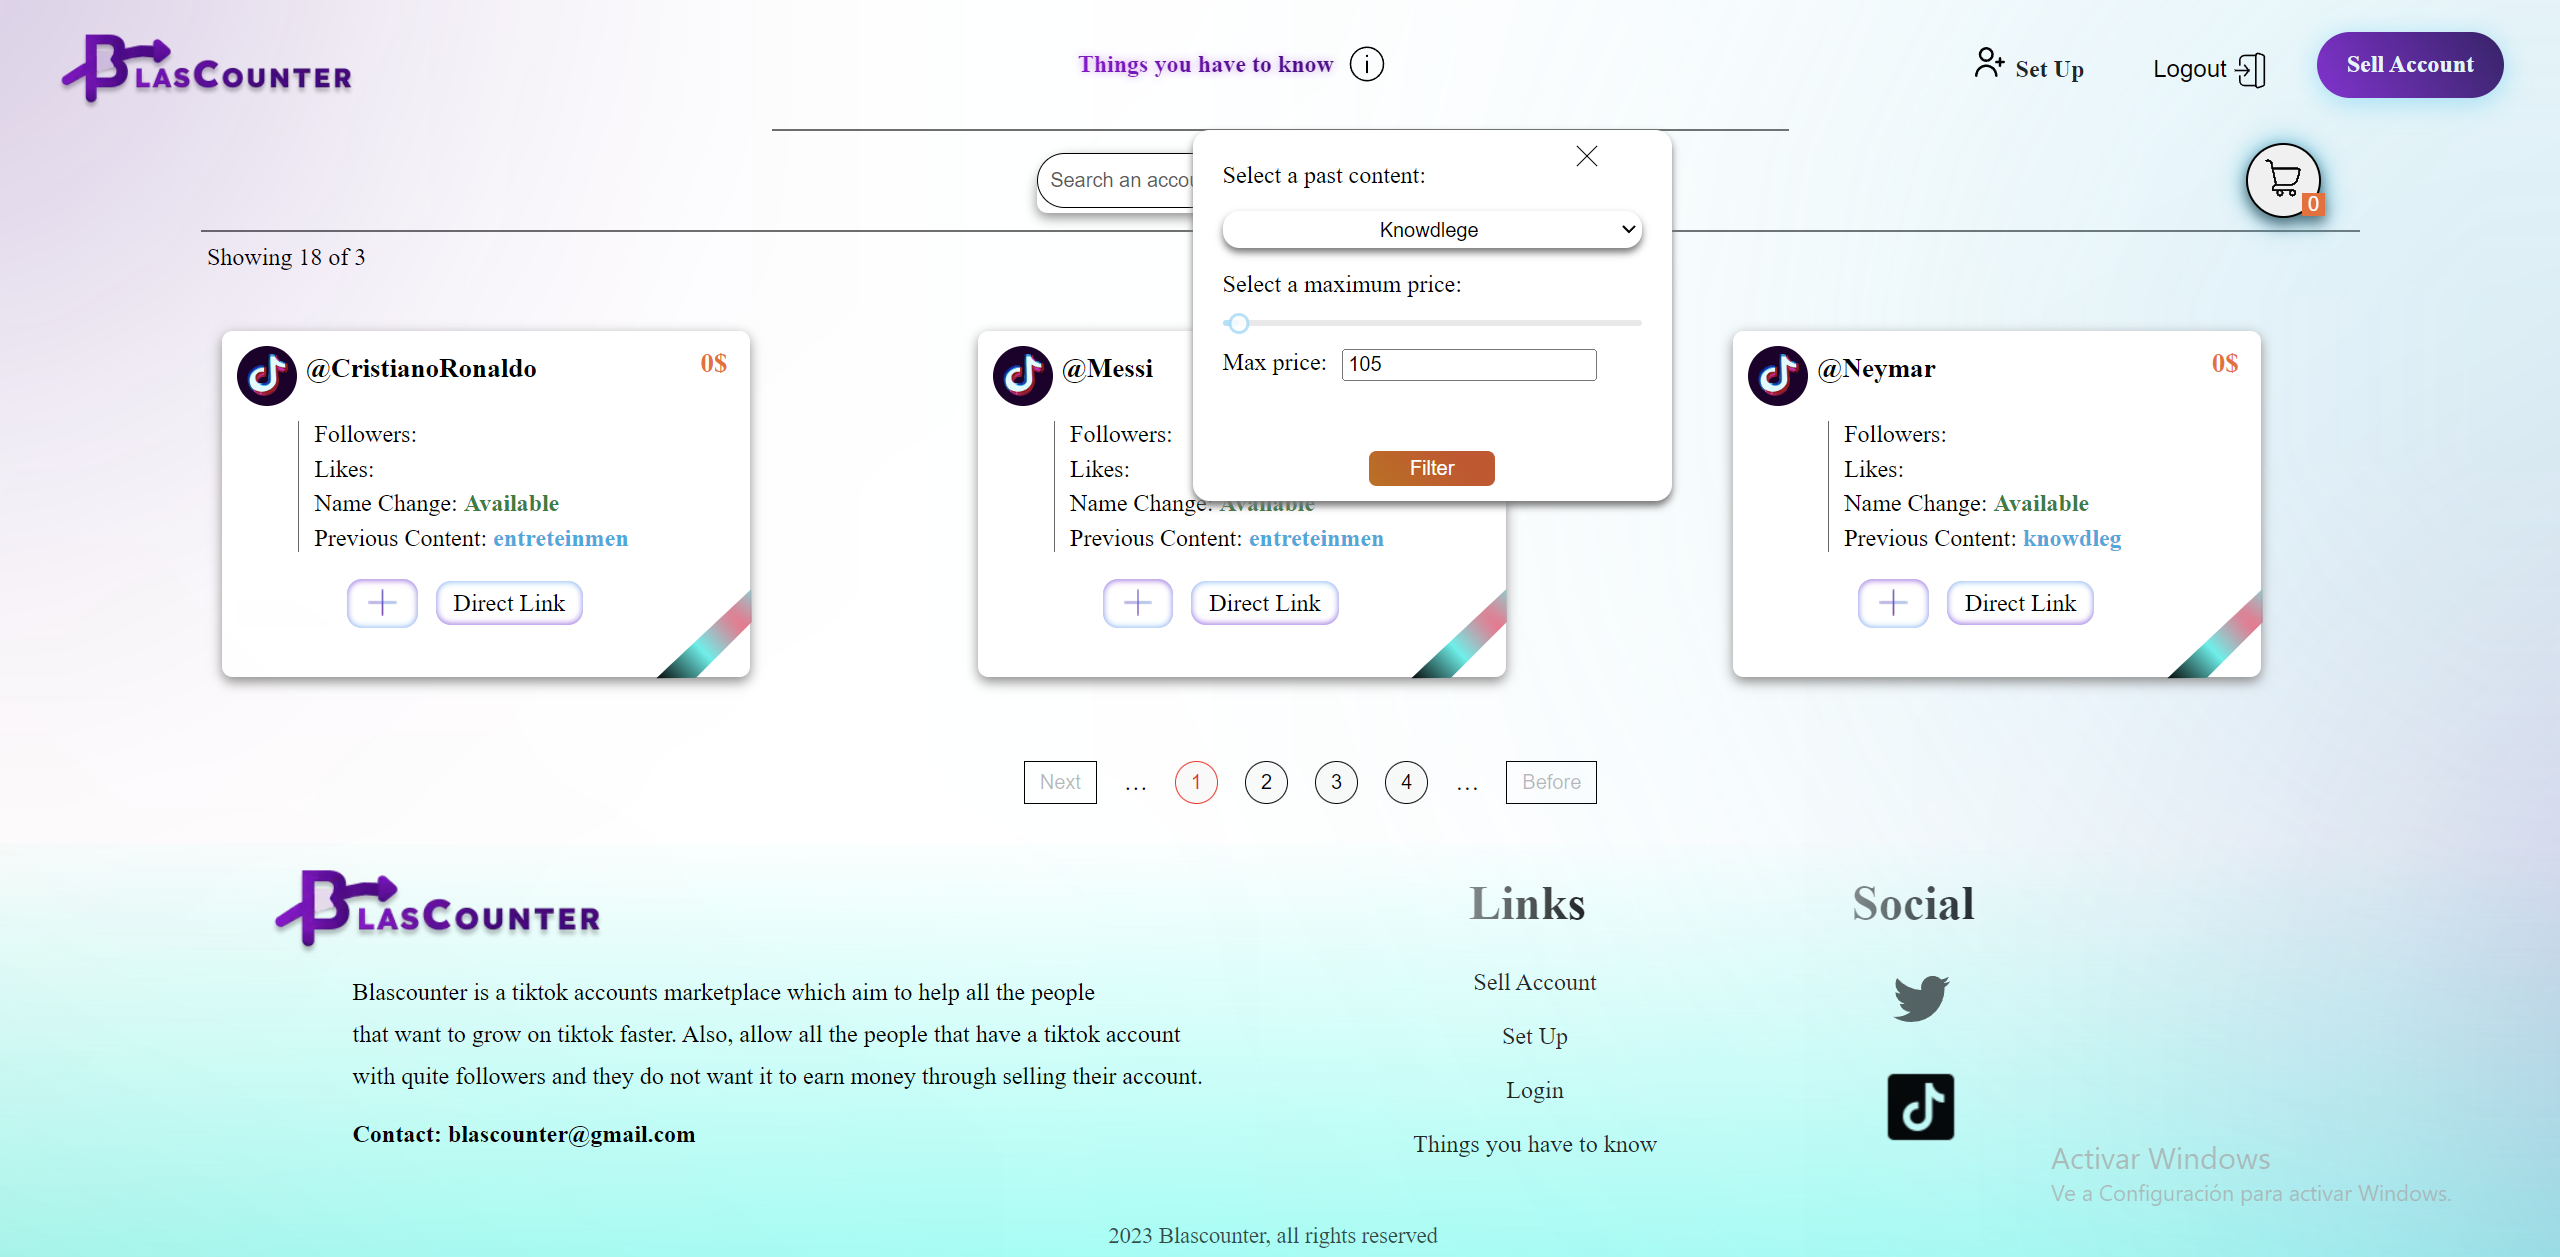 BLASCOUNTER
Things you have to know
Set Up
Logout
Sell Account
Search an accou
0
Select a past content:
Knowdlege
Select a maximum price:
Max price: 105
Filter
Showing 18 of 3
@CristianoRonaldo 0$
Followers:
Likes:
Name Change: Available
Previous Content: entreteinmen
Direct Link
@Messi
Followers:
Likes:
Name Change: Available
Previous Content: entreteinmen
Direct Link
@Neymar 0$
Followers:
Likes:
Name Change: Available
Previous Content: knowdleg
Direct Link
Next ... 1 2 3 4 ... Before
BLASCOUNTER
Blascounter is a tiktok accounts marketplace which aim to help all the people
that want to grow on tiktok faster. Also, allow all the people that have a tiktok account
with quite followers and they do not want it to earn money through selling their account.
Contact: blascounter@gmail.com
Links
Sell Account
Set Up
Login
Things you have to know
Social
Activar Windows
Ve a Configuración para activar Windows.
2023 Blascounter, all rights reserved